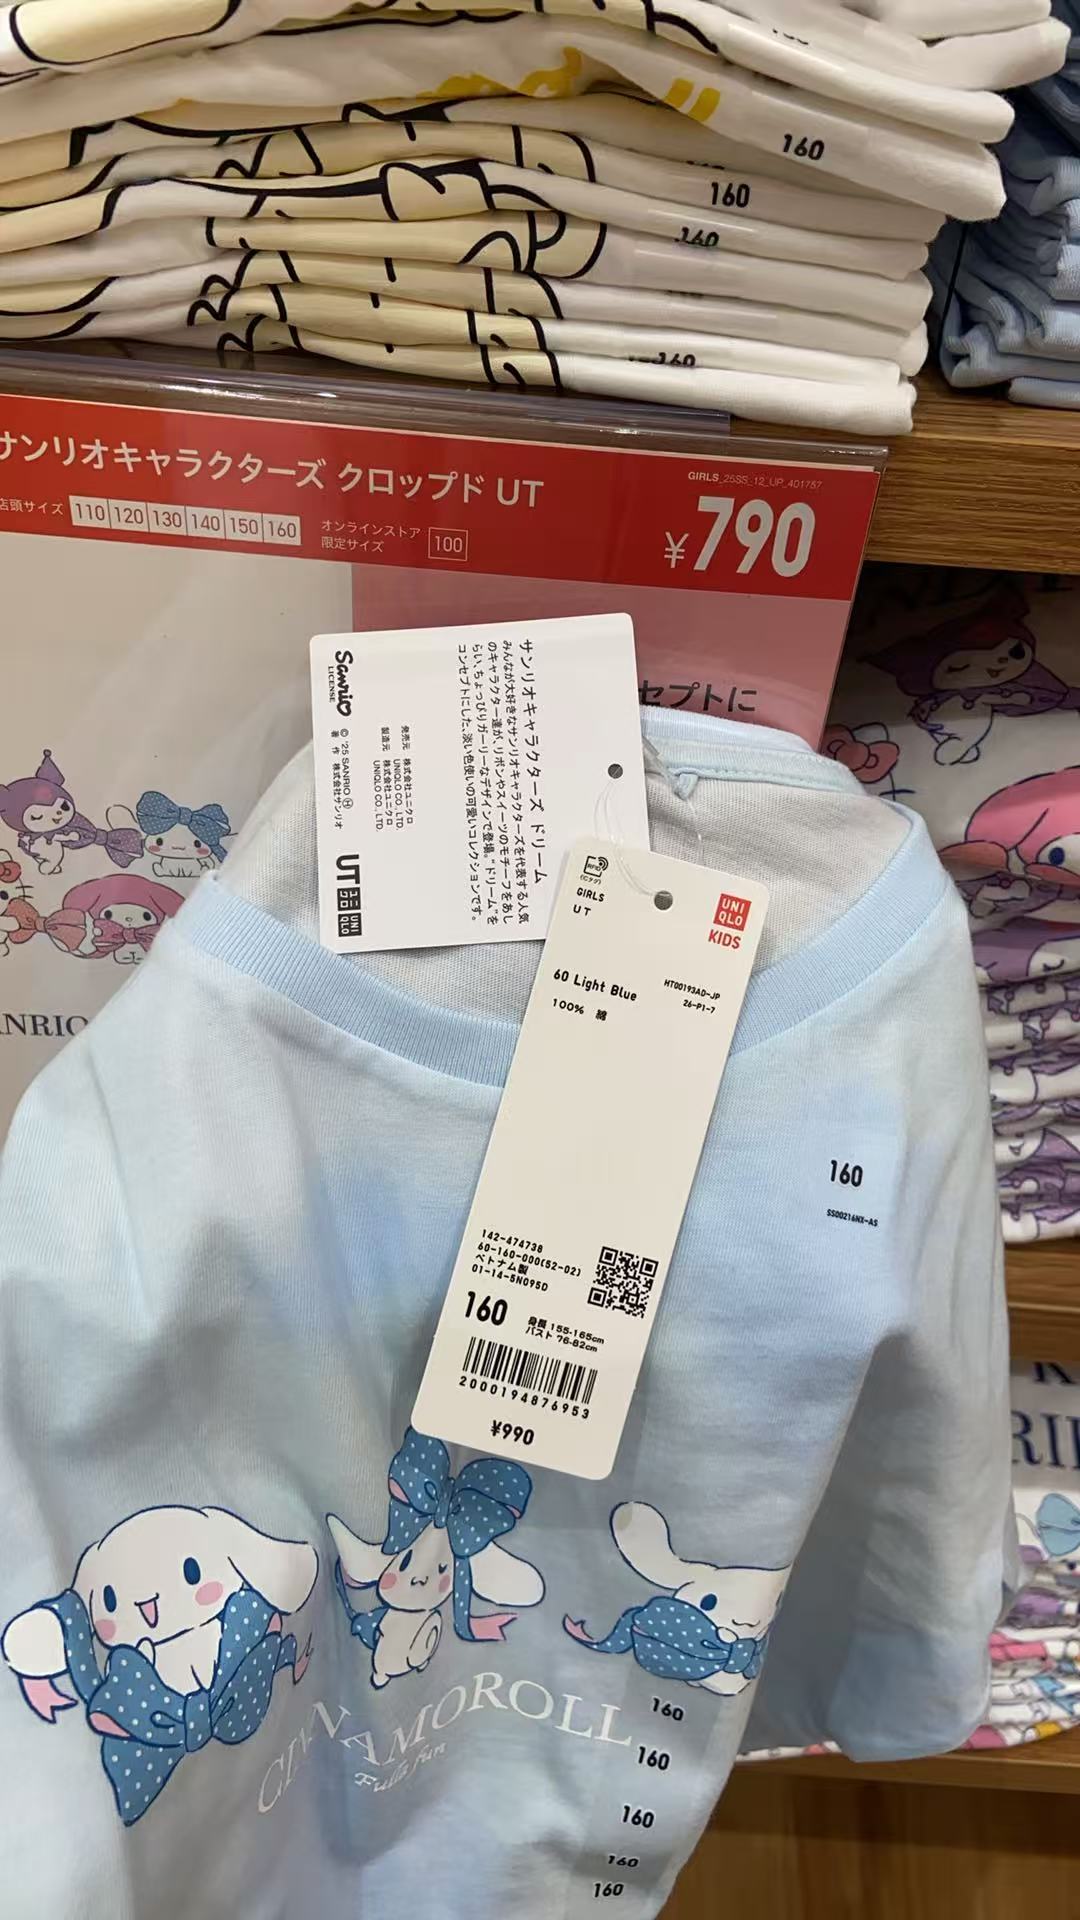 160
160
160
160
サンリオキャラクターズ クロップド UT
GIRLS_25SS_12_UP_401757
店頭サイズ 110 120 130 140 150 160
オンラインストア
限定サイズ 100
¥790
セプトに
サンリオキャラクターズ ドリーム
みんなが大好きなサンリオキャラクターズを代表する人気
のキャラクター達が、リボンやスイーツのモチーフをあし
らい、ちょっぴりガーリーなデザインで登場。"ドリーム"を
コンセプトにした、淡い色使いの可愛いコレクションです。
発売元 株式会社ユニクロ
UNIQLO CO., LTD.
製造元 株式会社ユニクロ
UNIQLO CO., LTD.
Sanrio
LICENSE
© '25 SANRIO Ⓗ
著作 株式会社サンリオ
UT ユニクロ UNIQLO
RFID
(ICタグ)
GIRLS
UT
UNIQLO
KIDS
60 Light Blue
HT00193AD-JP
26-P1-7
100% 綿
142-474738
60-160-000(52-02)
ベトナム製
01-14-5N095D
160
身長 155-165cm
バスト 76-82cm
2000194876953
¥990
160
SS00216NX-AS
CINNAMOROLL
Fulla fun
160
160
160
160
160